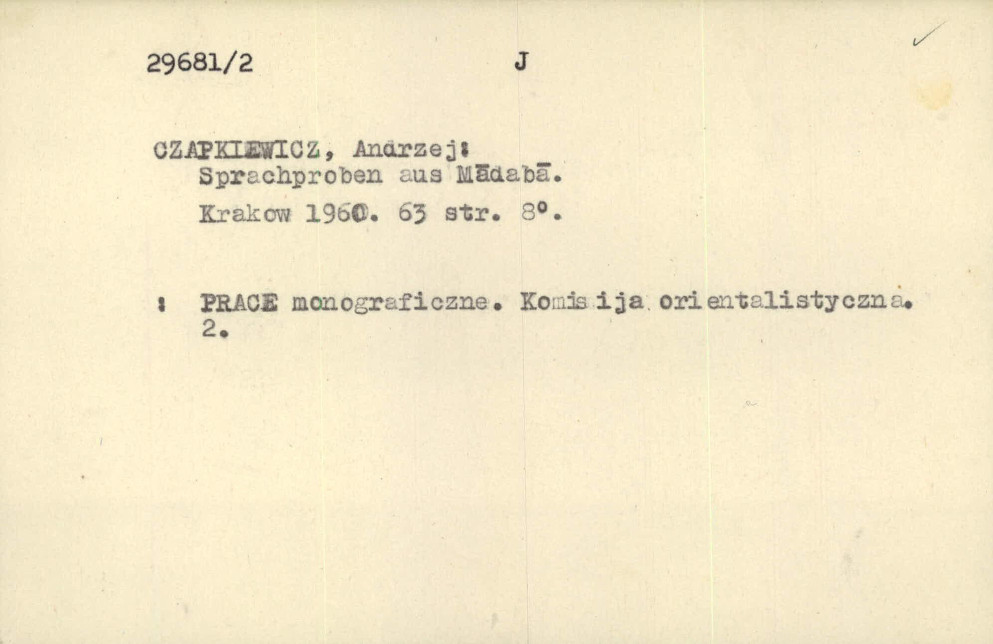 29681/2 J
CZAPKIEWICZ, Andrzej:
Sprachproben aus Mādabā.
Krakow 1960. 63 str. 8°.
: PRACE monograficzne. Komisija orientalistyczna.
2.